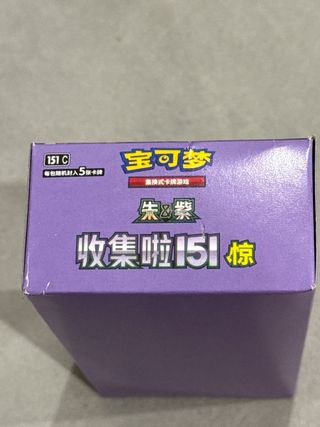 151 C
每包随机封入5张卡牌
宝可梦
集换式卡牌游戏
朱&紫
收集啦151 惊